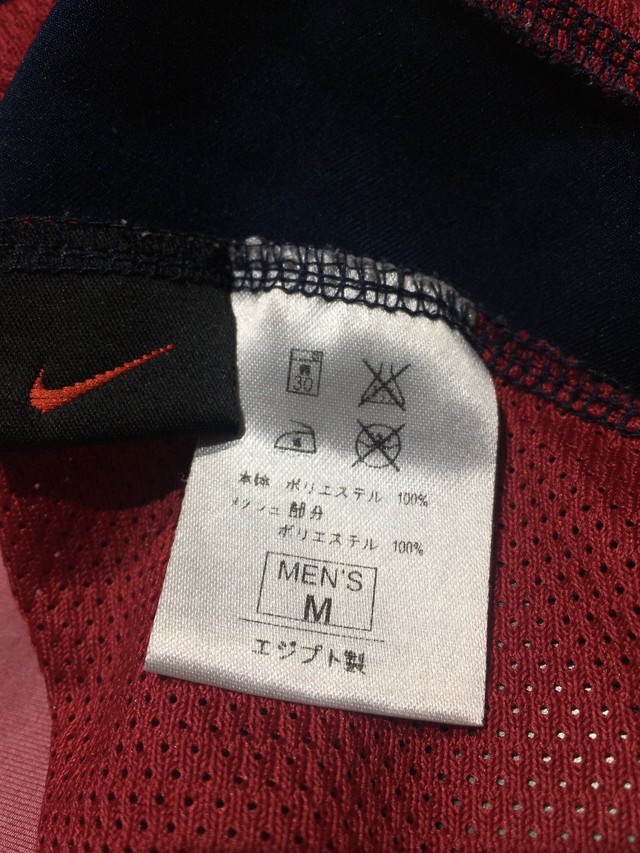 30
本体 ポリエステル 100%
メッシュ 部分
ポリエステル 100%
MEN'S
M
エジプト製